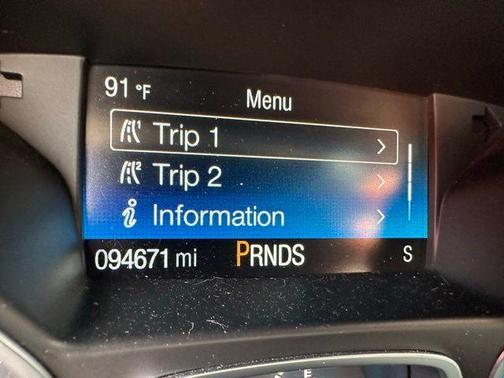 91 °F
Menu
Trip 1
Trip 2
Information
094671 mi PRNDS S
E